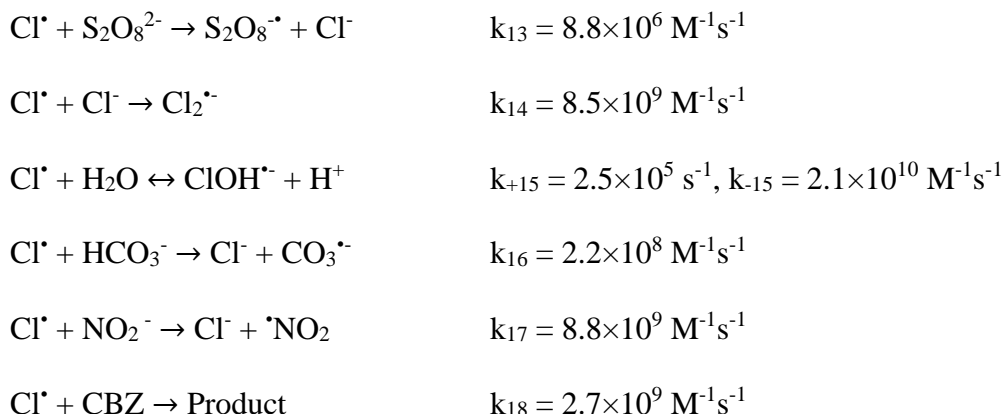 Cl• + S₂O₈²⁻ → S₂O₈⁻• + Cl⁻ k₁₃ = 8.8×10⁶ M⁻¹s⁻¹
Cl• + Cl⁻ → Cl₂•⁻ k₁₄ = 8.5×10⁹ M⁻¹s⁻¹
Cl• + H₂O ↔ ClOH•⁻ + H⁺ k₊₁₅ = 2.5×10⁵ s⁻¹, k₋₁₅ = 2.1×10¹⁰ M⁻¹s⁻¹
Cl• + HCO₃⁻ → Cl⁻ + CO₃•⁻ k₁₆ = 2.2×10⁸ M⁻¹s⁻¹
Cl• + NO₂ ⁻ → Cl⁻ + •NO₂ k₁₇ = 8.8×10⁹ M⁻¹s⁻¹
Cl• + CBZ → Product k₁₈ = 2.7×10⁹ M⁻¹s⁻¹